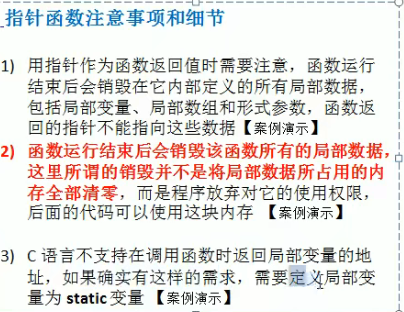 指针函数注意事项和细节
1) 用指针作为函数返回值时需要注意，函数运行
结束后会销毁在它内部定义的所有局部数据，
包括局部变量、局部数组和形式参数，函数返
回的指针不能指向这些数据【案例演示】
2) 函数运行结束后会销毁该函数所有的局部数据，
这里所谓的销毁并不是将局部数据所占用的内
存全部清零，而是程序放弃对它的使用权限，
后面的代码可以使用这块内存 【案例演示】
3) C 语言不支持在调用函数时返回局部变量的地
址，如果确实有这样的需求，需要定义局部变
量为 static 变量 【案例演示】